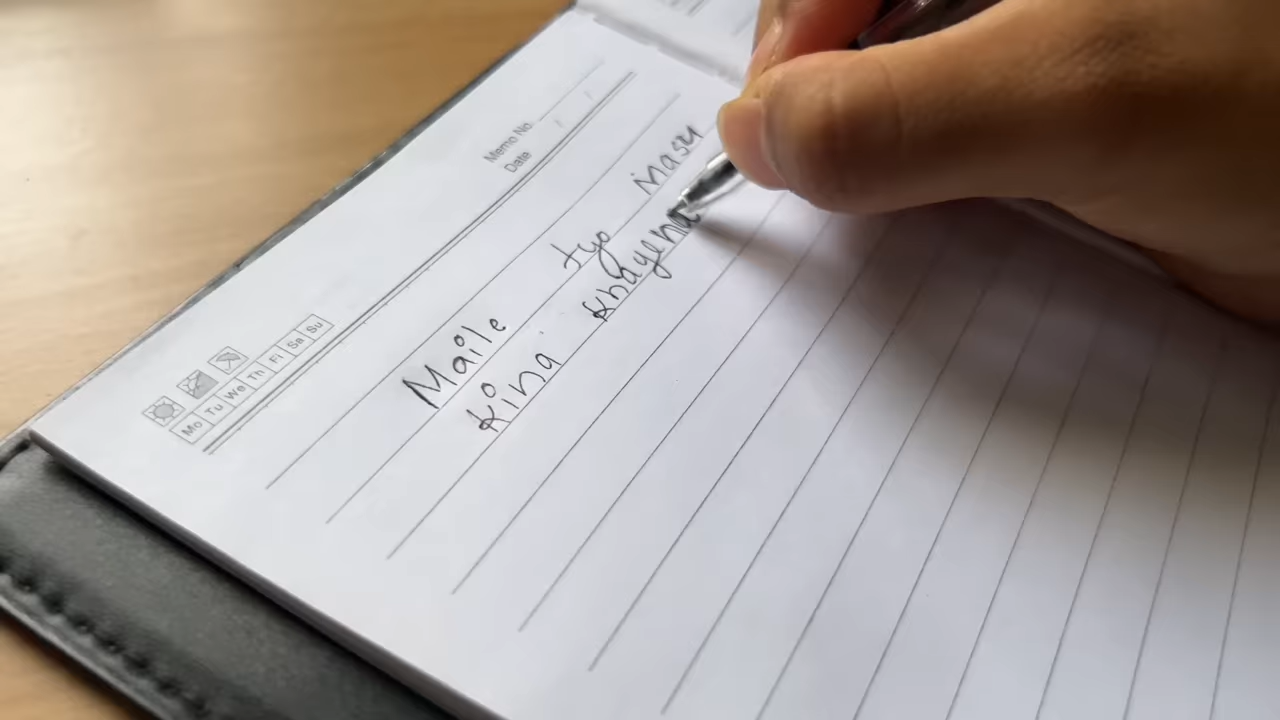 Memo No.
Date
Mo Tu We Th Fr Sa Su
Maile tyo masu
kina khayena